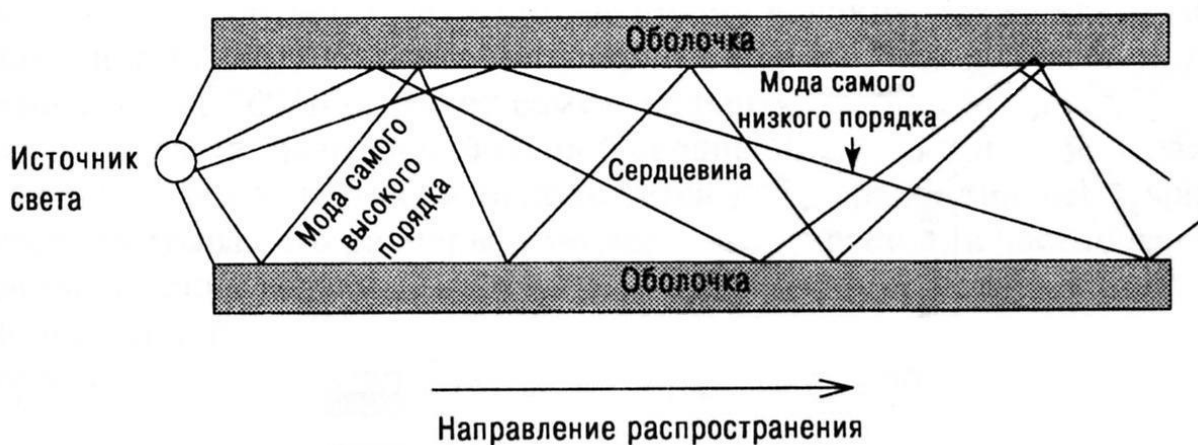 Оболочка
Мода самого
низкого порядка
Источник
света
Мода самого
высокого
порядка
Сердцевина
Оболочка
Направление распространения